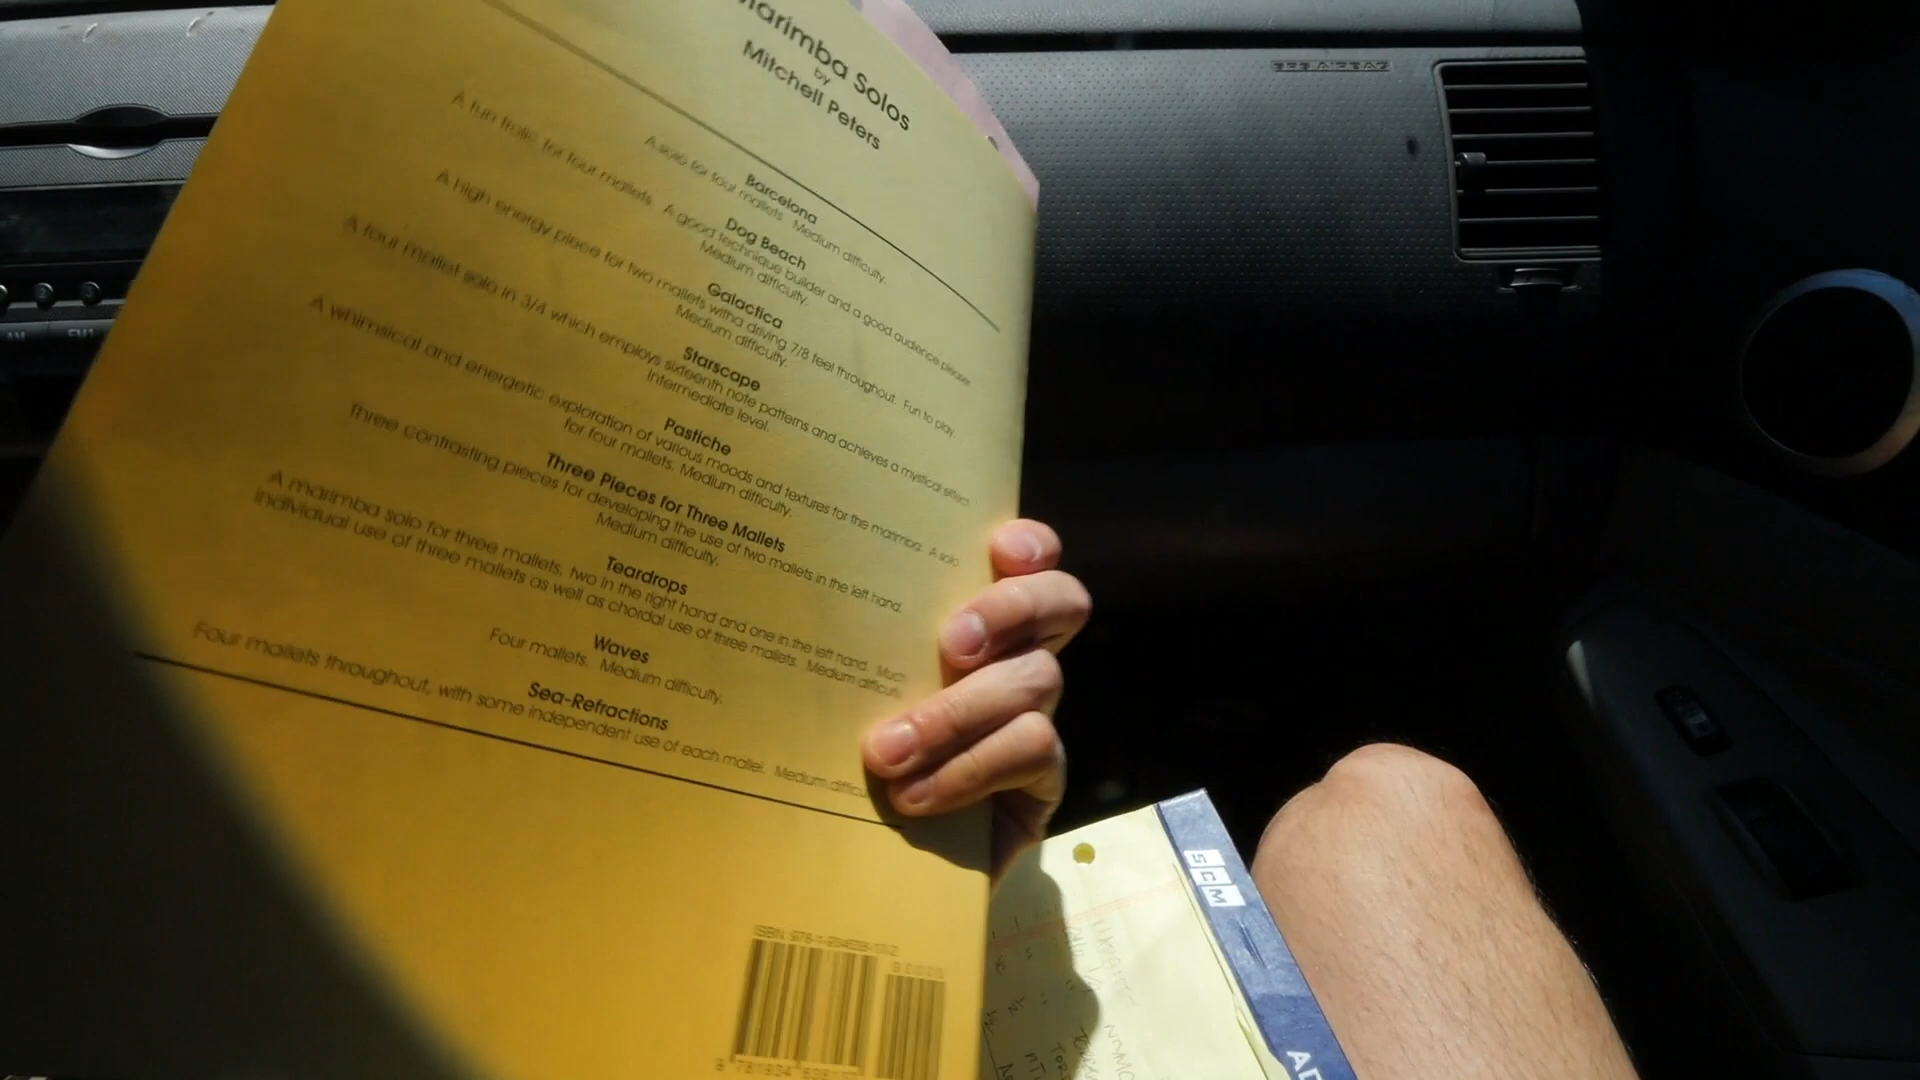 Marimba Solos
by
Mitchell Peters
Barcelona
A solo for four mallets. Medium difficulty.
Dog Beach
A fun frolic for four mallets. A good technique builder and a good audience pleaser.
Medium difficulty.
Galactica
A high energy piece for two mallets witha driving 7/8 feel throughout. Fun to play.
Medium difficulty.
Starscape
A four mallet solo in 3/4 which employs sixteenth note patterns and achieves a mystical effect.
Intermediate level.
Pastiche
A whimsical and energetic exploration of various moods and textures for the marimba. A solo
for four mallets. Medium difficulty.
Three Pieces for Three Mallets
Three contrasting pieces for developing the use of two mallets in the left hand.
Medium difficulty.
Teardrops
A marimba solo for three mallets, two in the right hand and one in the left hand. Much
individual use of three mallets as well as chordal use of three mallets. Medium difficulty.
Waves
Four mallets. Medium difficulty.
Sea-Refractions
Four mallets throughout, with some independent use of each mallet. Medium difficu
ISBN
90000
SRS AIRBAG
AM FM1
SCM